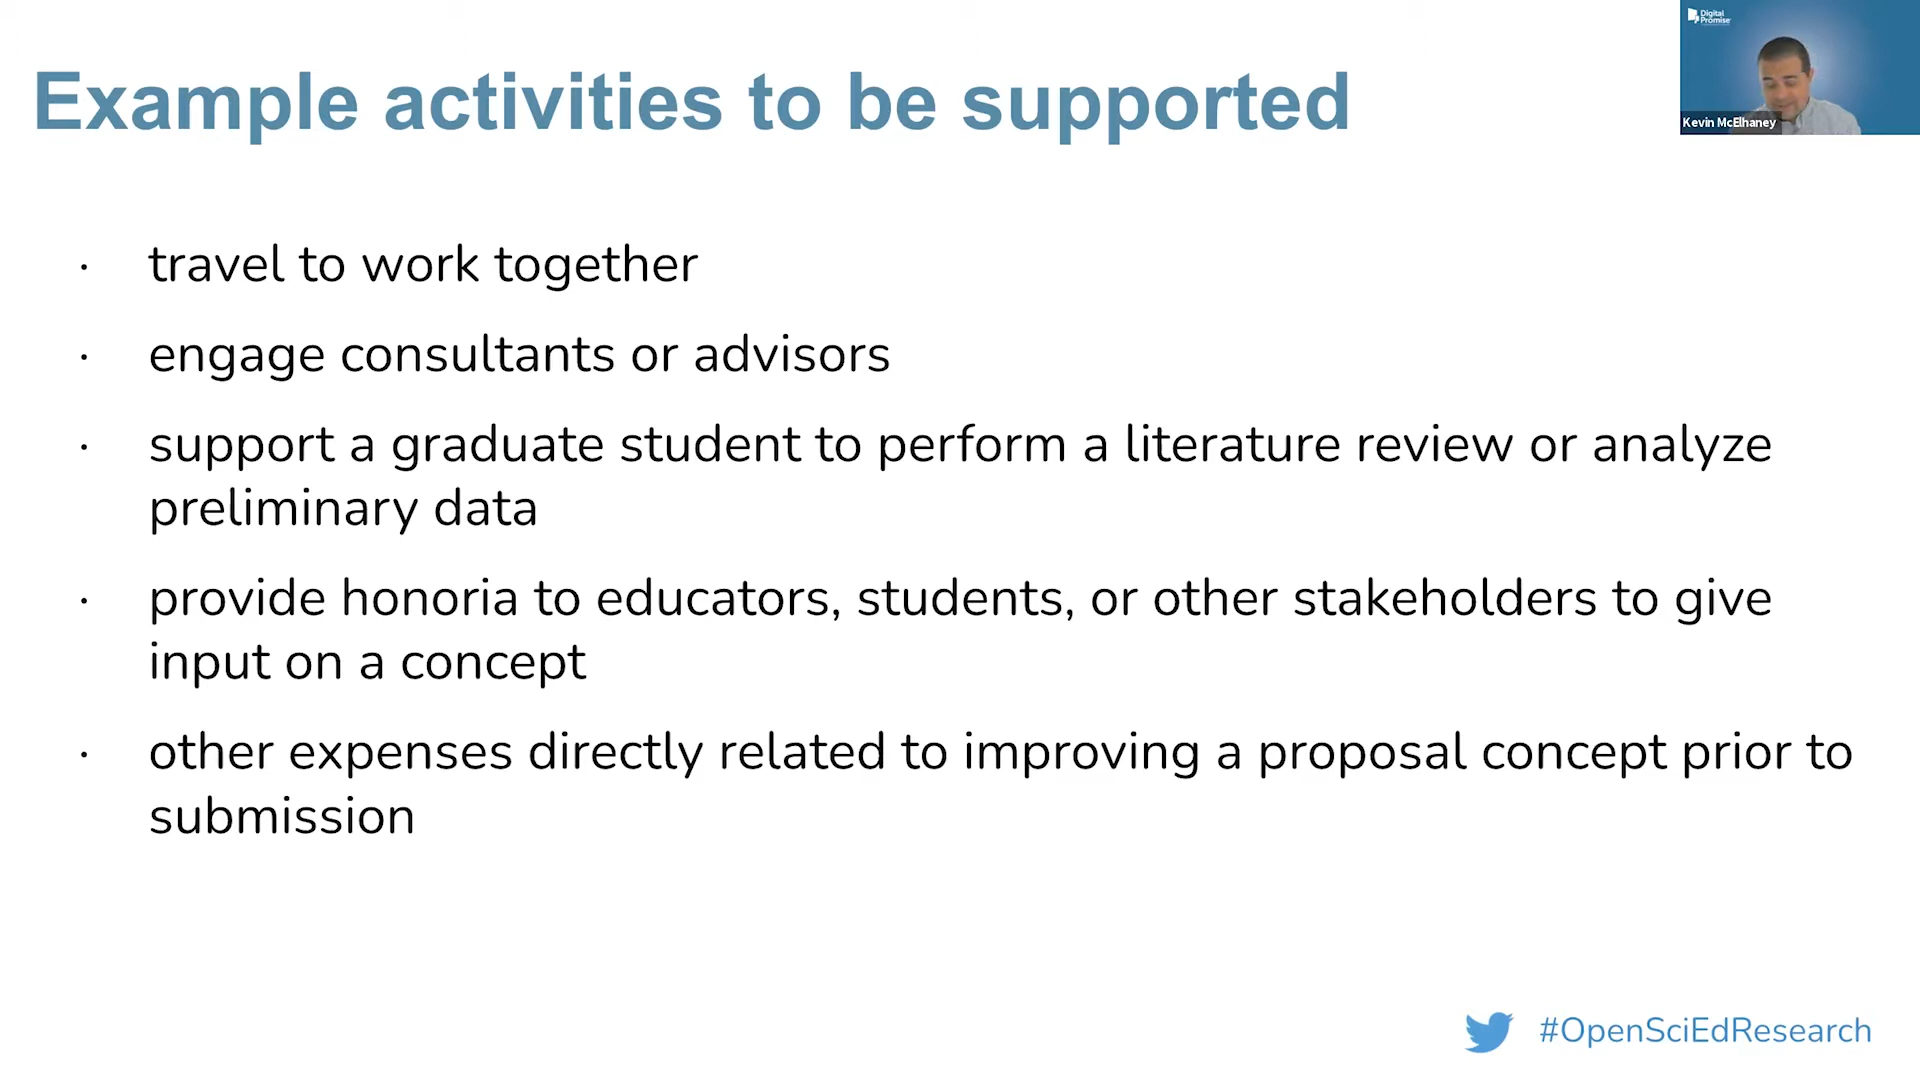 Digital
Promise
Kevin McElhaney
Example activities to be supported
· travel to work together
· engage consultants or advisors
· support a graduate student to perform a literature review or analyze
preliminary data
· provide honoria to educators, students, or other stakeholders to give
input on a concept
· other expenses directly related to improving a proposal concept prior to
submission
#OpenSciEdResearch